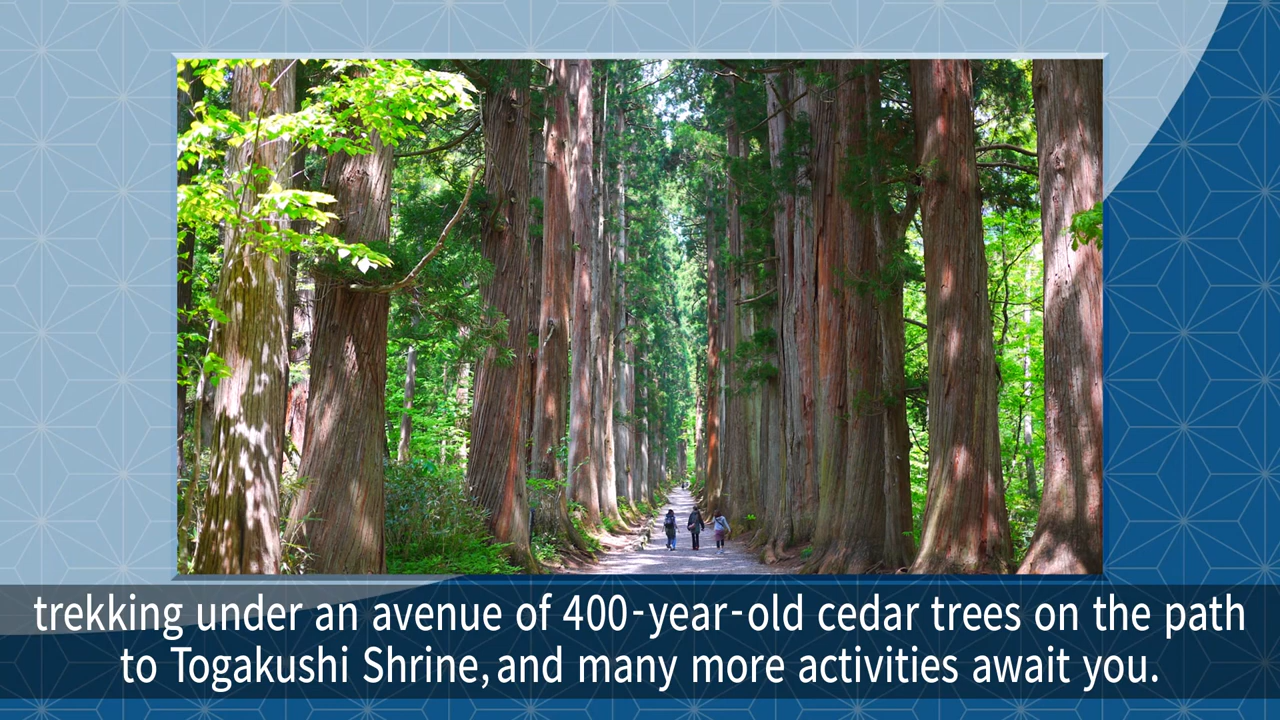 trekking under an avenue of 400-year-old cedar trees on the path
to Togakushi Shrine, and many more activities await you.